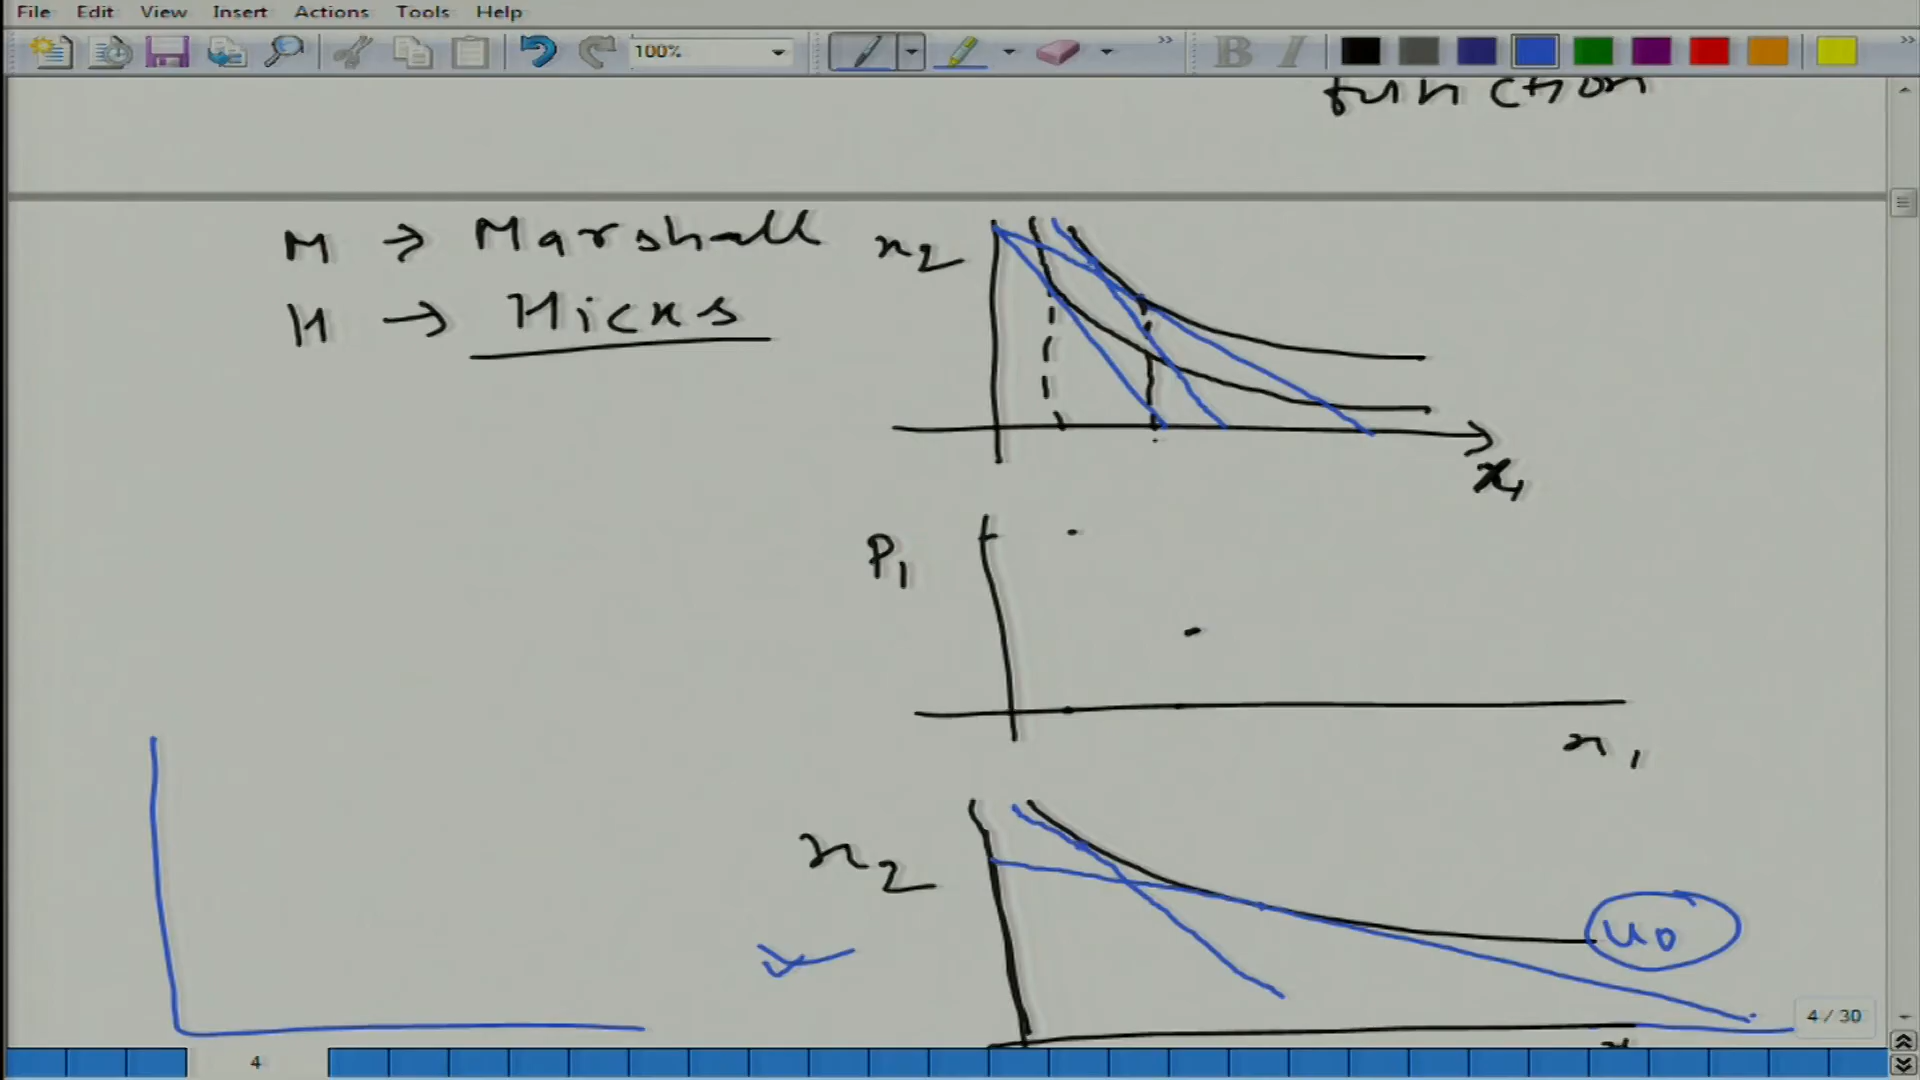 File Edit View Insert Actions Tools Help
100%
B I
function
M → Marshall
H → Hicks
x2
x1
P1
x1
x2
u0
4 / 30
4